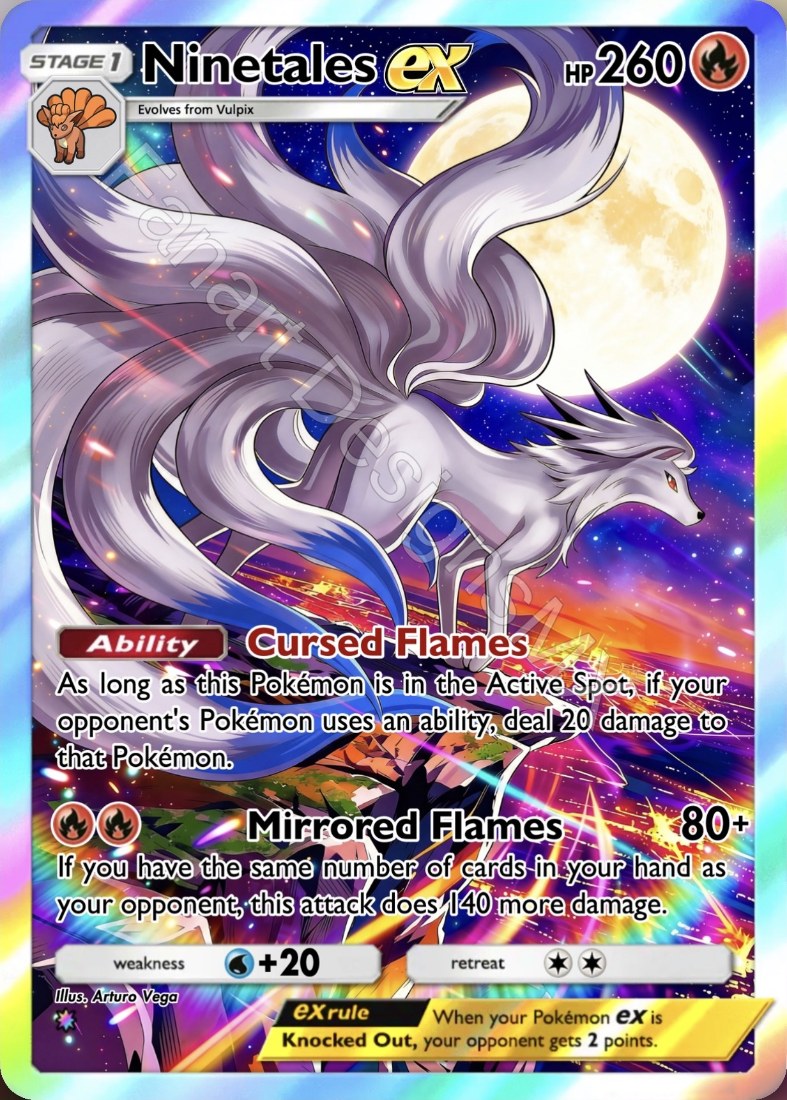 STAGE 1 Ninetales ex HP 260
Evolves from Vulpix
Fanart Designs
Ability Cursed Flames
As long as this Pokémon is in the Active Spot, if your
opponent's Pokémon uses an ability, deal 20 damage to
that Pokémon.
Mirrored Flames 80+
If you have the same number of cards in your hand as
your opponent, this attack does 140 more damage.
weakness +20 retreat
Illus. Arturo Vega
ex rule When your Pokémon ex is
Knocked Out, your opponent gets 2 points.